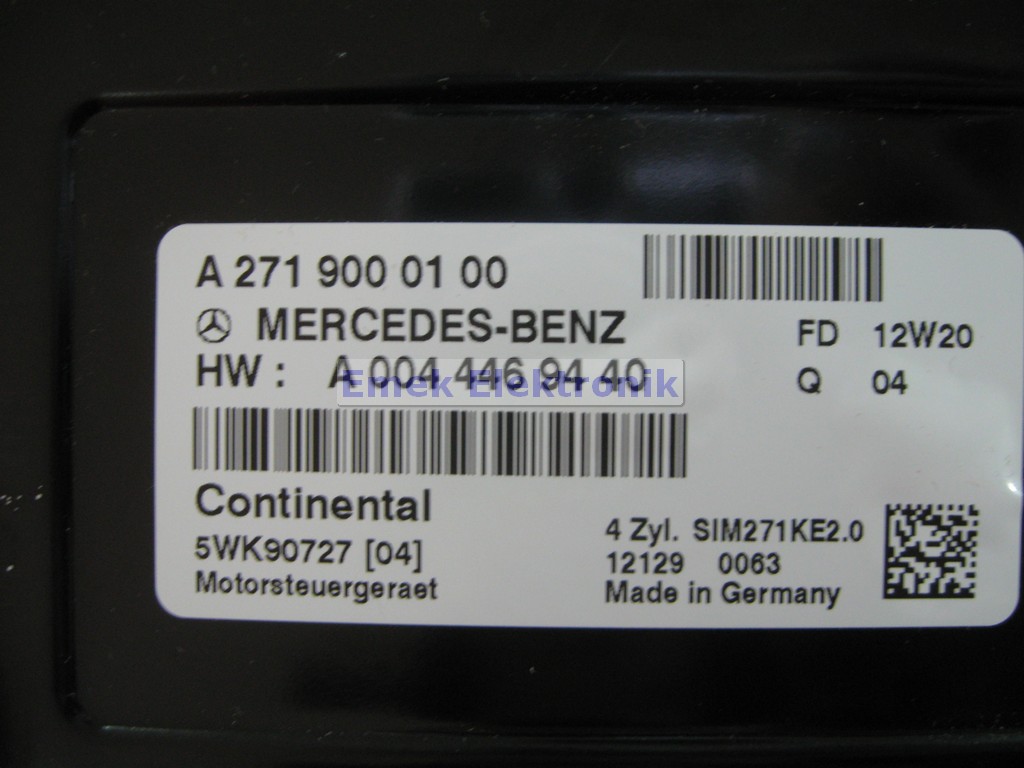 A 271 900 01 00
MERCEDES-BENZ
FD 12W20
HW : A 004 446 94 40
Emek Elektronik
Q 04
Continental
5WK90727 [04]
Motorsteuergeraet
4 Zyl. SIM271KE2.0
12129 0063
Made in Germany